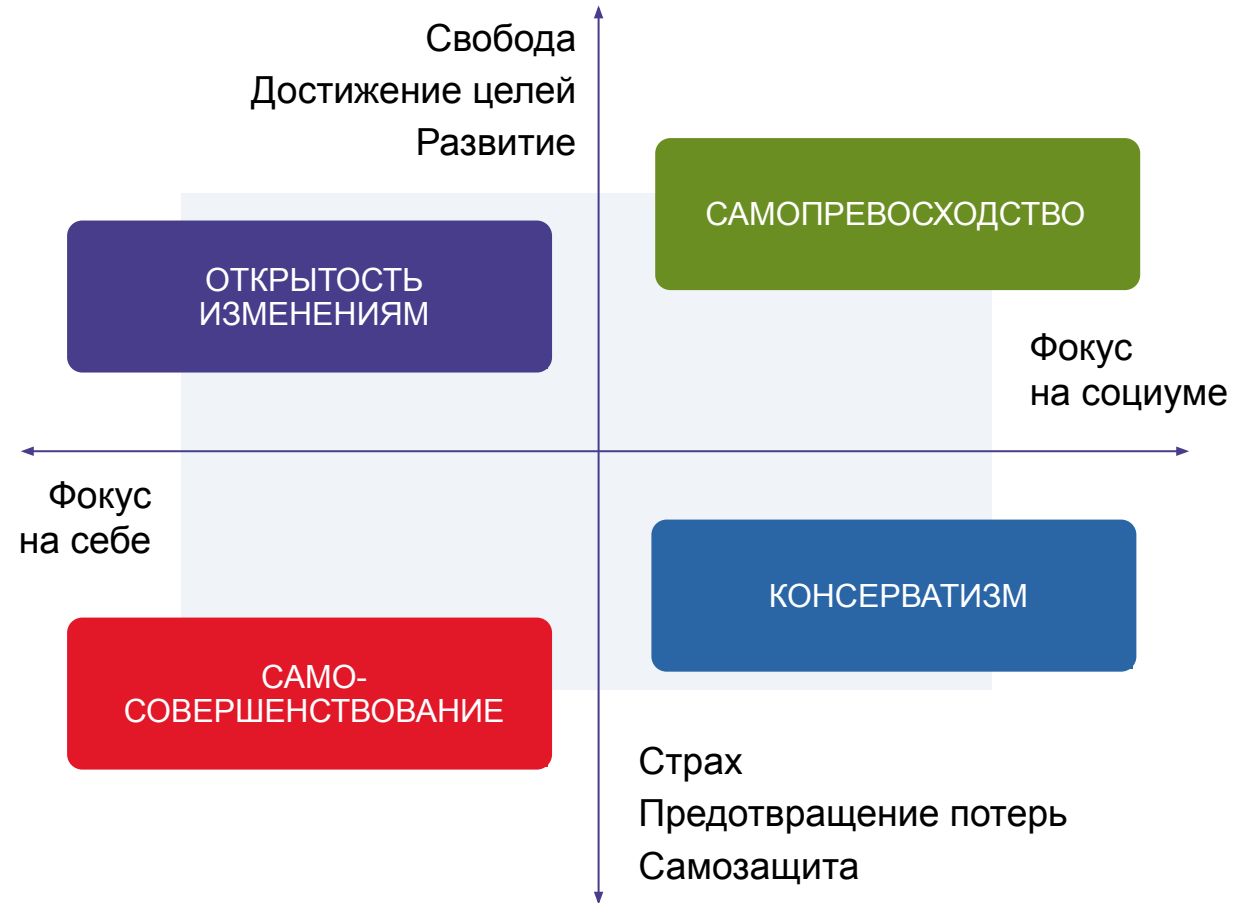 Свобода
Достижение целей
Развитие
САМОПРЕВОСХОДСТВО
ОТКРЫТОСТЬ
ИЗМЕНЕНИЯМ
Фокус
на социуме
Фокус
на себе
КОНСЕРВАТИЗМ
САМО-
СОВЕРШЕНСТВОВАНИЕ
Страх
Предотвращение потерь
Самозащита